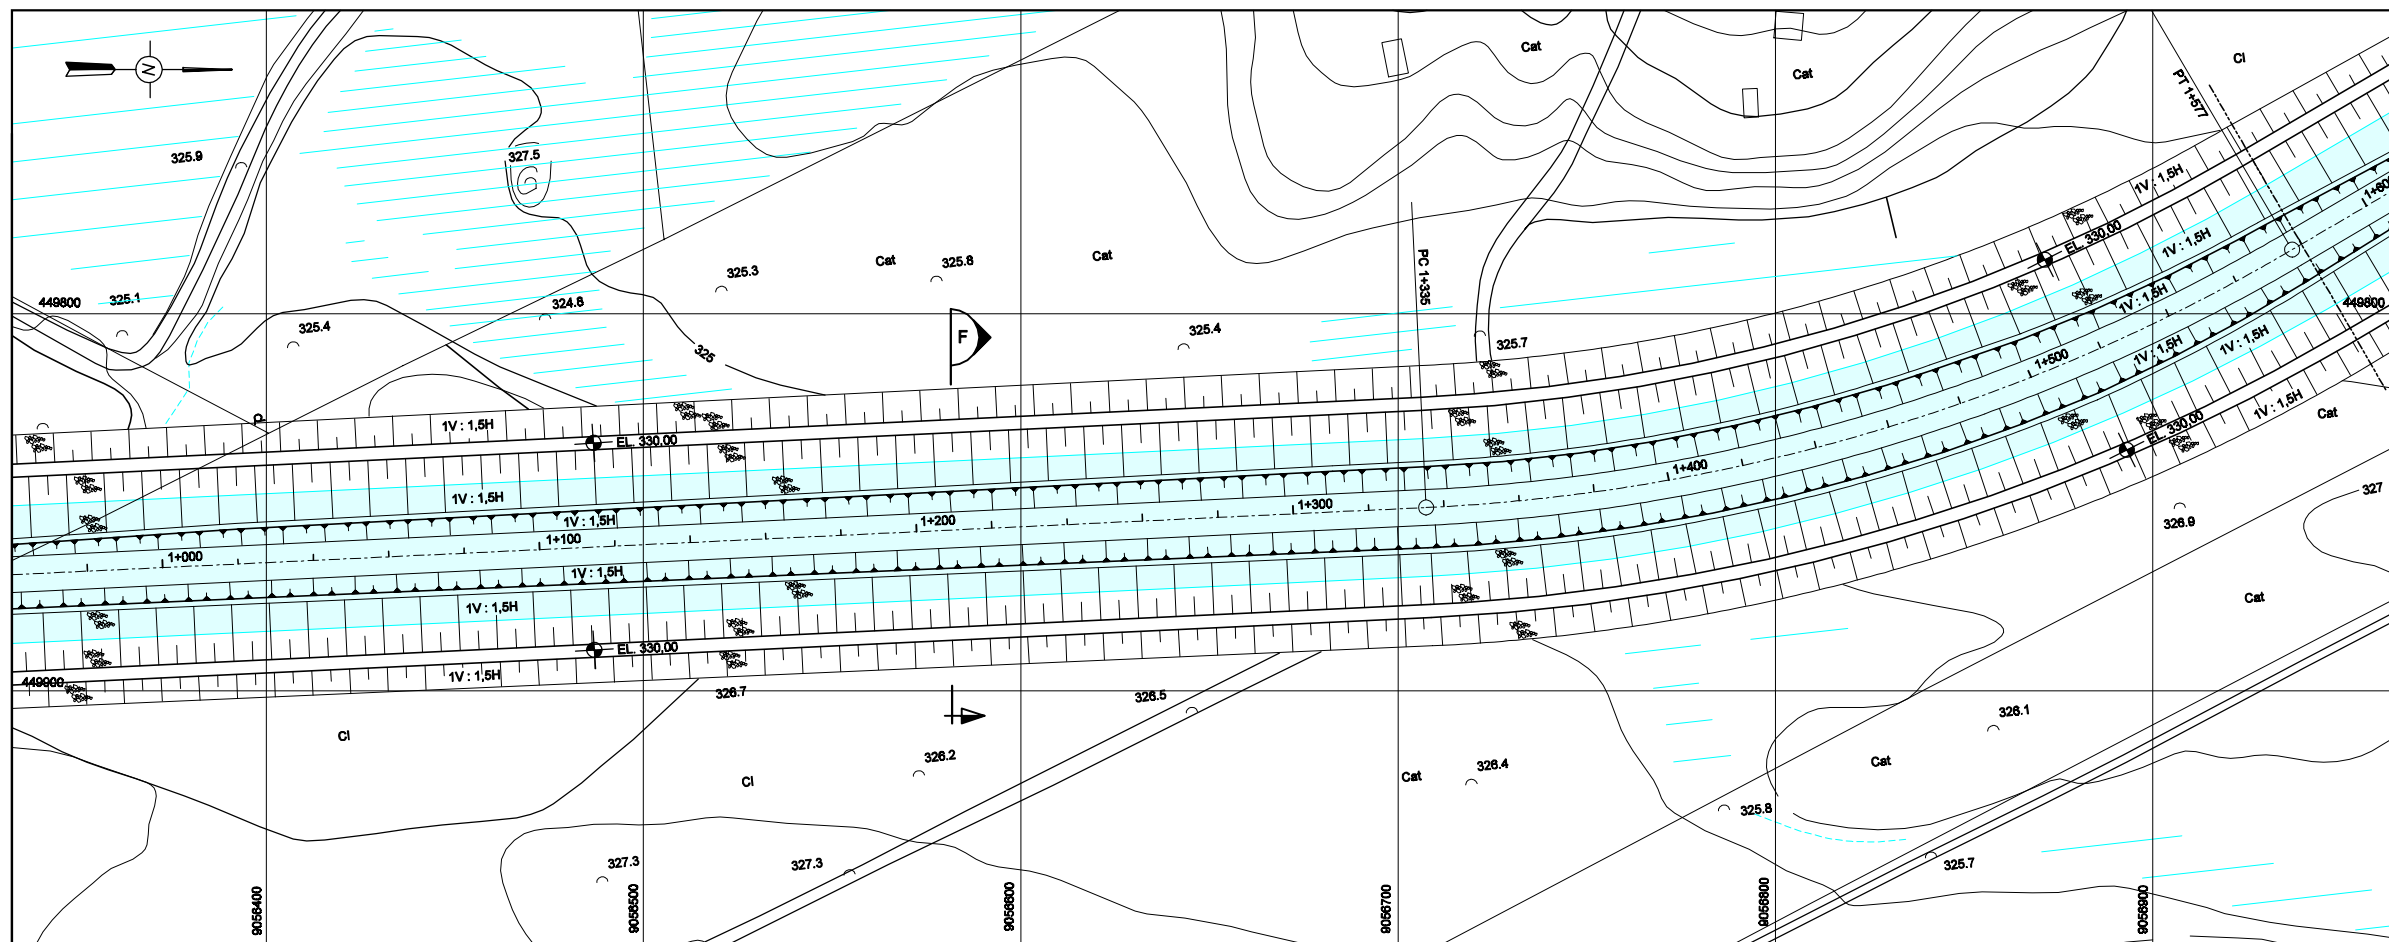 N
Cat
Cat
Cl
PT 1+577
325.9
327.5
1V : 1,5H
1+600
EL. 330,00
1V : 1,5H
Cat
325.8
Cat
325.3
PC 1+335
449800
325.1
324.8
1V : 1,5H
449800
325.4
325
F
325.4
325.7
1+500
1V : 1,5H
1V : 1,5H
1V : 1,5H
Cat
1V : 1,5H
EL. 330,00
EL. 330,00
1+400
327
1V : 1,5H
1+300
1V : 1,5H
1+200
326.9
1+000
1+100
1V : 1,5H
1V : 1,5H
Cat
EL. 330,00
1V : 1,5H
449900
326.7
326.5
326.1
Cl
326.2
Cl
Cat
326.4
Cat
325.8
327.3
327.3
325.7
9056400
9056500
9056600
9056700
9056800
9056900